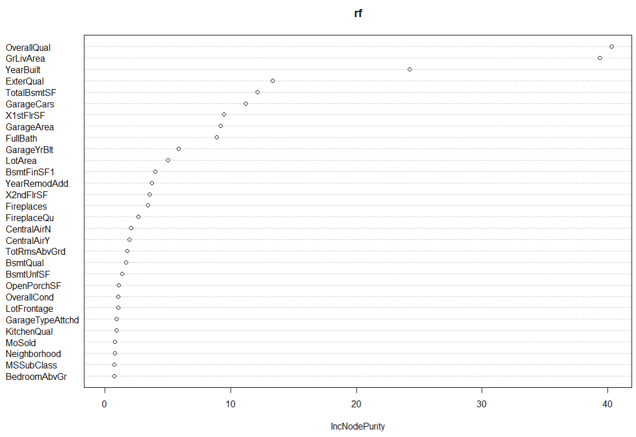 rf
OverallQual
GrLivArea
YearBuilt
ExterQual
TotalBsmtSF
GarageCars
X1stFlrSF
GarageArea
FullBath
GarageYrBlt
LotArea
BsmtFinSF1
YearRemodAdd
X2ndFlrSF
Fireplaces
FireplaceQu
CentralAirN
CentralAirY
TotRmsAbvGrd
BsmtQual
BsmtUnfSF
OpenPorchSF
OverallCond
LotFrontage
GarageTypeAttchd
KitchenQual
MoSold
Neighborhood
MSSubClass
BedroomAbvGr
0 10 20 30 40
IncNodePurity